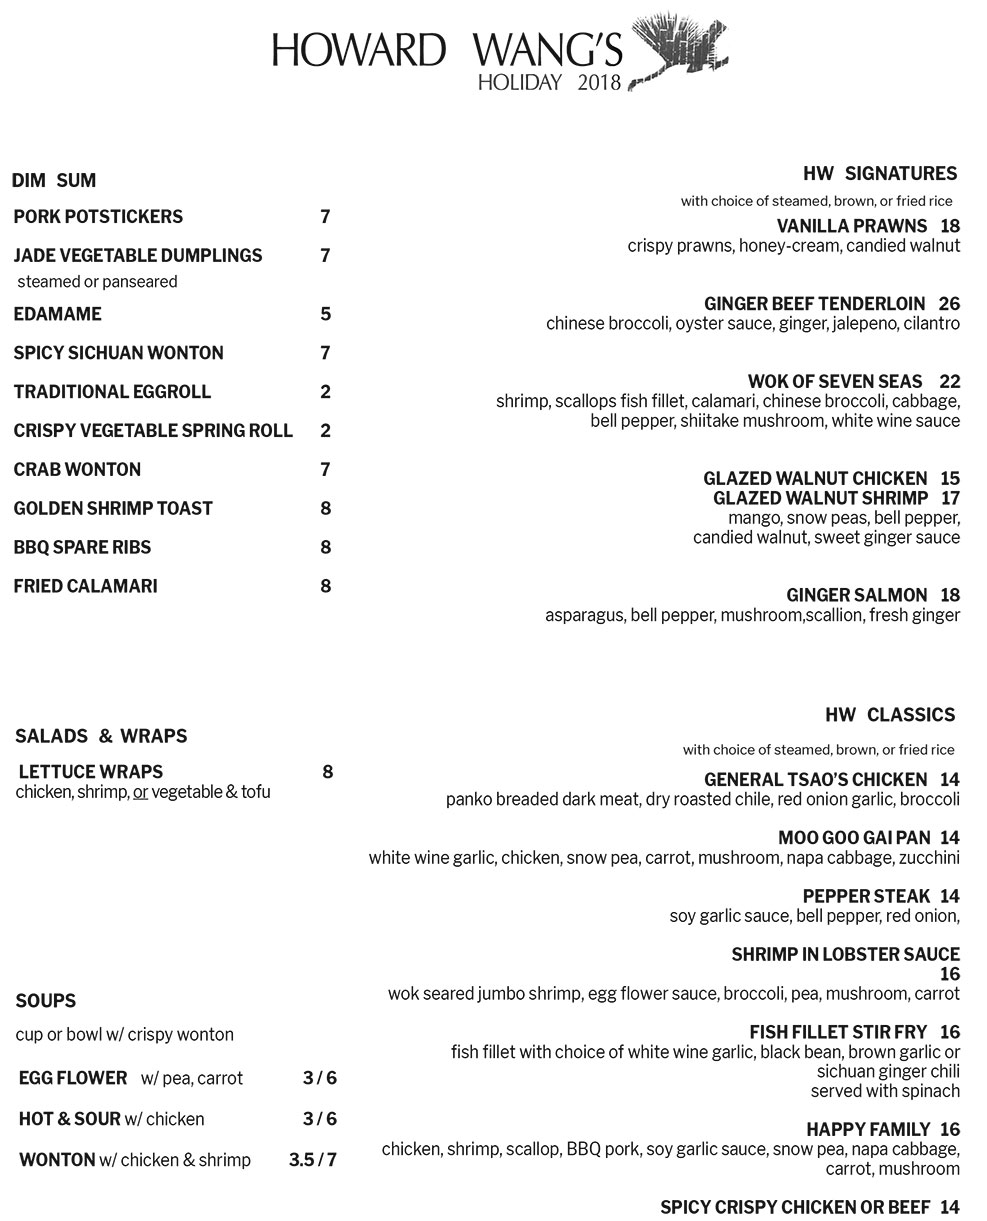 HOWARD WANG'S
HOLIDAY 2018
DIM SUM
PORK POTSTICKERS 7
JADE VEGETABLE DUMPLINGS 7
steamed or panseared
EDAMAME 5
SPICY SICHUAN WONTON 7
TRADITIONAL EGGROLL 2
CRISPY VEGETABLE SPRING ROLL 2
CRAB WONTON 7
GOLDEN SHRIMP TOAST 8
BBQ SPARE RIBS 8
FRIED CALAMARI 8
SALADS & WRAPS
LETTUCE WRAPS 8
chicken, shrimp, or vegetable & tofu
SOUPS
cup or bowl w/ crispy wonton
EGG FLOWER w/ pea, carrot 3 / 6
HOT & SOUR w/ chicken 3 / 6
WONTON w/ chicken & shrimp 3.5 / 7
HW SIGNATURES
with choice of steamed, brown, or fried rice
VANILLA PRAWNS 18
crispy prawns, honey-cream, candied walnut
GINGER BEEF TENDERLOIN 26
chinese broccoli, oyster sauce, ginger, jalepeno, cilantro
WOK OF SEVEN SEAS 22
shrimp, scallops fish fillet, calamari, chinese broccoli, cabbage,
bell pepper, shiitake mushroom, white wine sauce
GLAZED WALNUT CHICKEN 15
GLAZED WALNUT SHRIMP 17
mango, snow peas, bell pepper,
candied walnut, sweet ginger sauce
GINGER SALMON 18
asparagus, bell pepper, mushroom,scallion, fresh ginger
HW CLASSICS
with choice of steamed, brown, or fried rice
GENERAL TSAO'S CHICKEN 14
panko breaded dark meat, dry roasted chile, red onion garlic, broccoli
MOO GOO GAI PAN 14
white wine garlic, chicken, snow pea, carrot, mushroom, napa cabbage, zucchini
PEPPER STEAK 14
soy garlic sauce, bell pepper, red onion,
SHRIMP IN LOBSTER SAUCE
16
wok seared jumbo shrimp, egg flower sauce, broccoli, pea, mushroom, carrot
FISH FILLET STIR FRY 16
fish fillet with choice of white wine garlic, black bean, brown garlic or
sichuan ginger chili
served with spinach
HAPPY FAMILY 16
chicken, shrimp, scallop, BBQ pork, soy garlic sauce, snow pea, napa cabbage,
carrot, mushroom
SPICY CRISPY CHICKEN OR BEEF 14